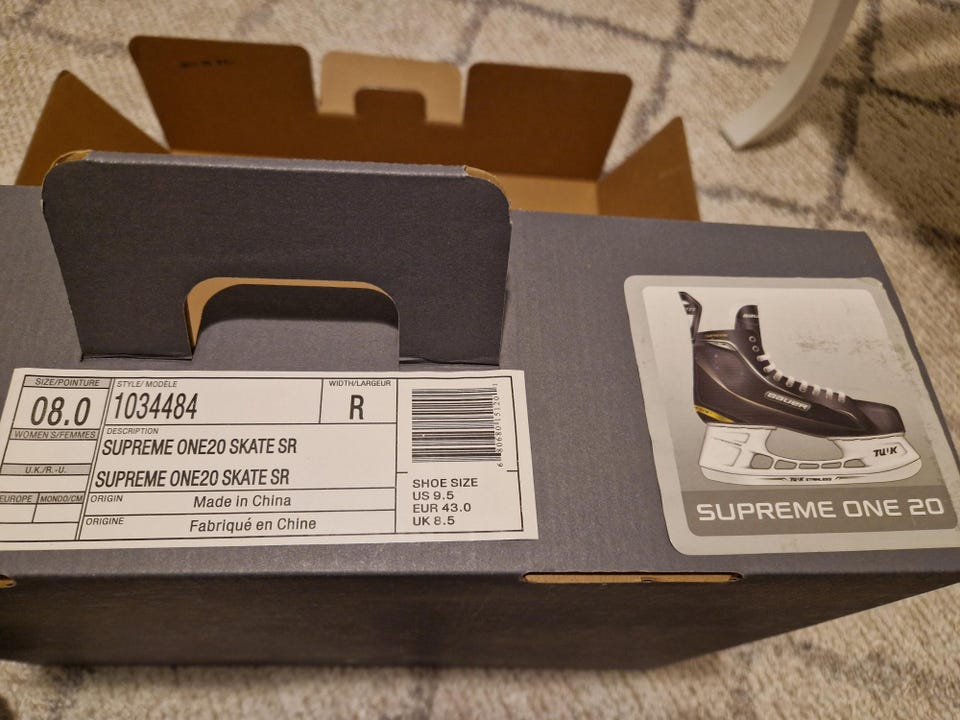 SIZE/POINTURE
08.0
WOMEN'S/FEMMES
U.K./R.-U.
EUROPE
MONDO/CM
STYLE/ MODÈLE
1034484
WIDTH/LARGEUR
R
DESCRIPTION
SUPREME ONE20 SKATE SR
SUPREME ONE20 SKATE SR
ORIGIN
Made in China
ORIGINE
Fabriqué en Chine
SHOE SIZE
US 9.5
EUR 43.0
UK 8.5
BAUER
TUUK
SUPREME ONE 20